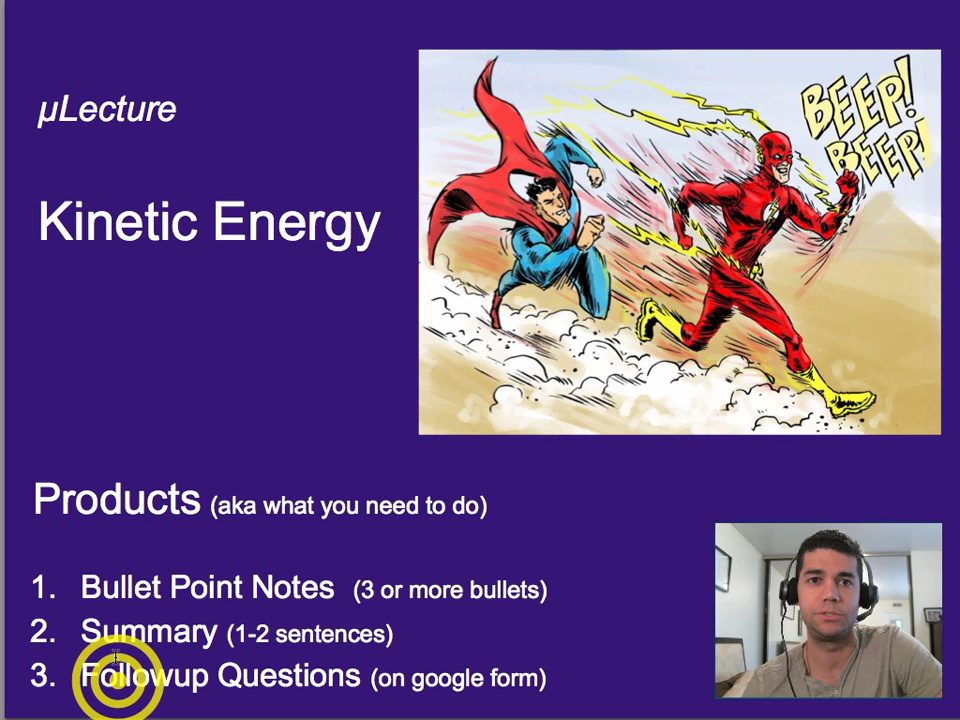 µLecture
Kinetic Energy
BEEP!
BEEP!
Products (aka what you need to do)
1. Bullet Point Notes (3 or more bullets)
2. Summary (1-2 sentences)
3. Followup Questions (on google form)